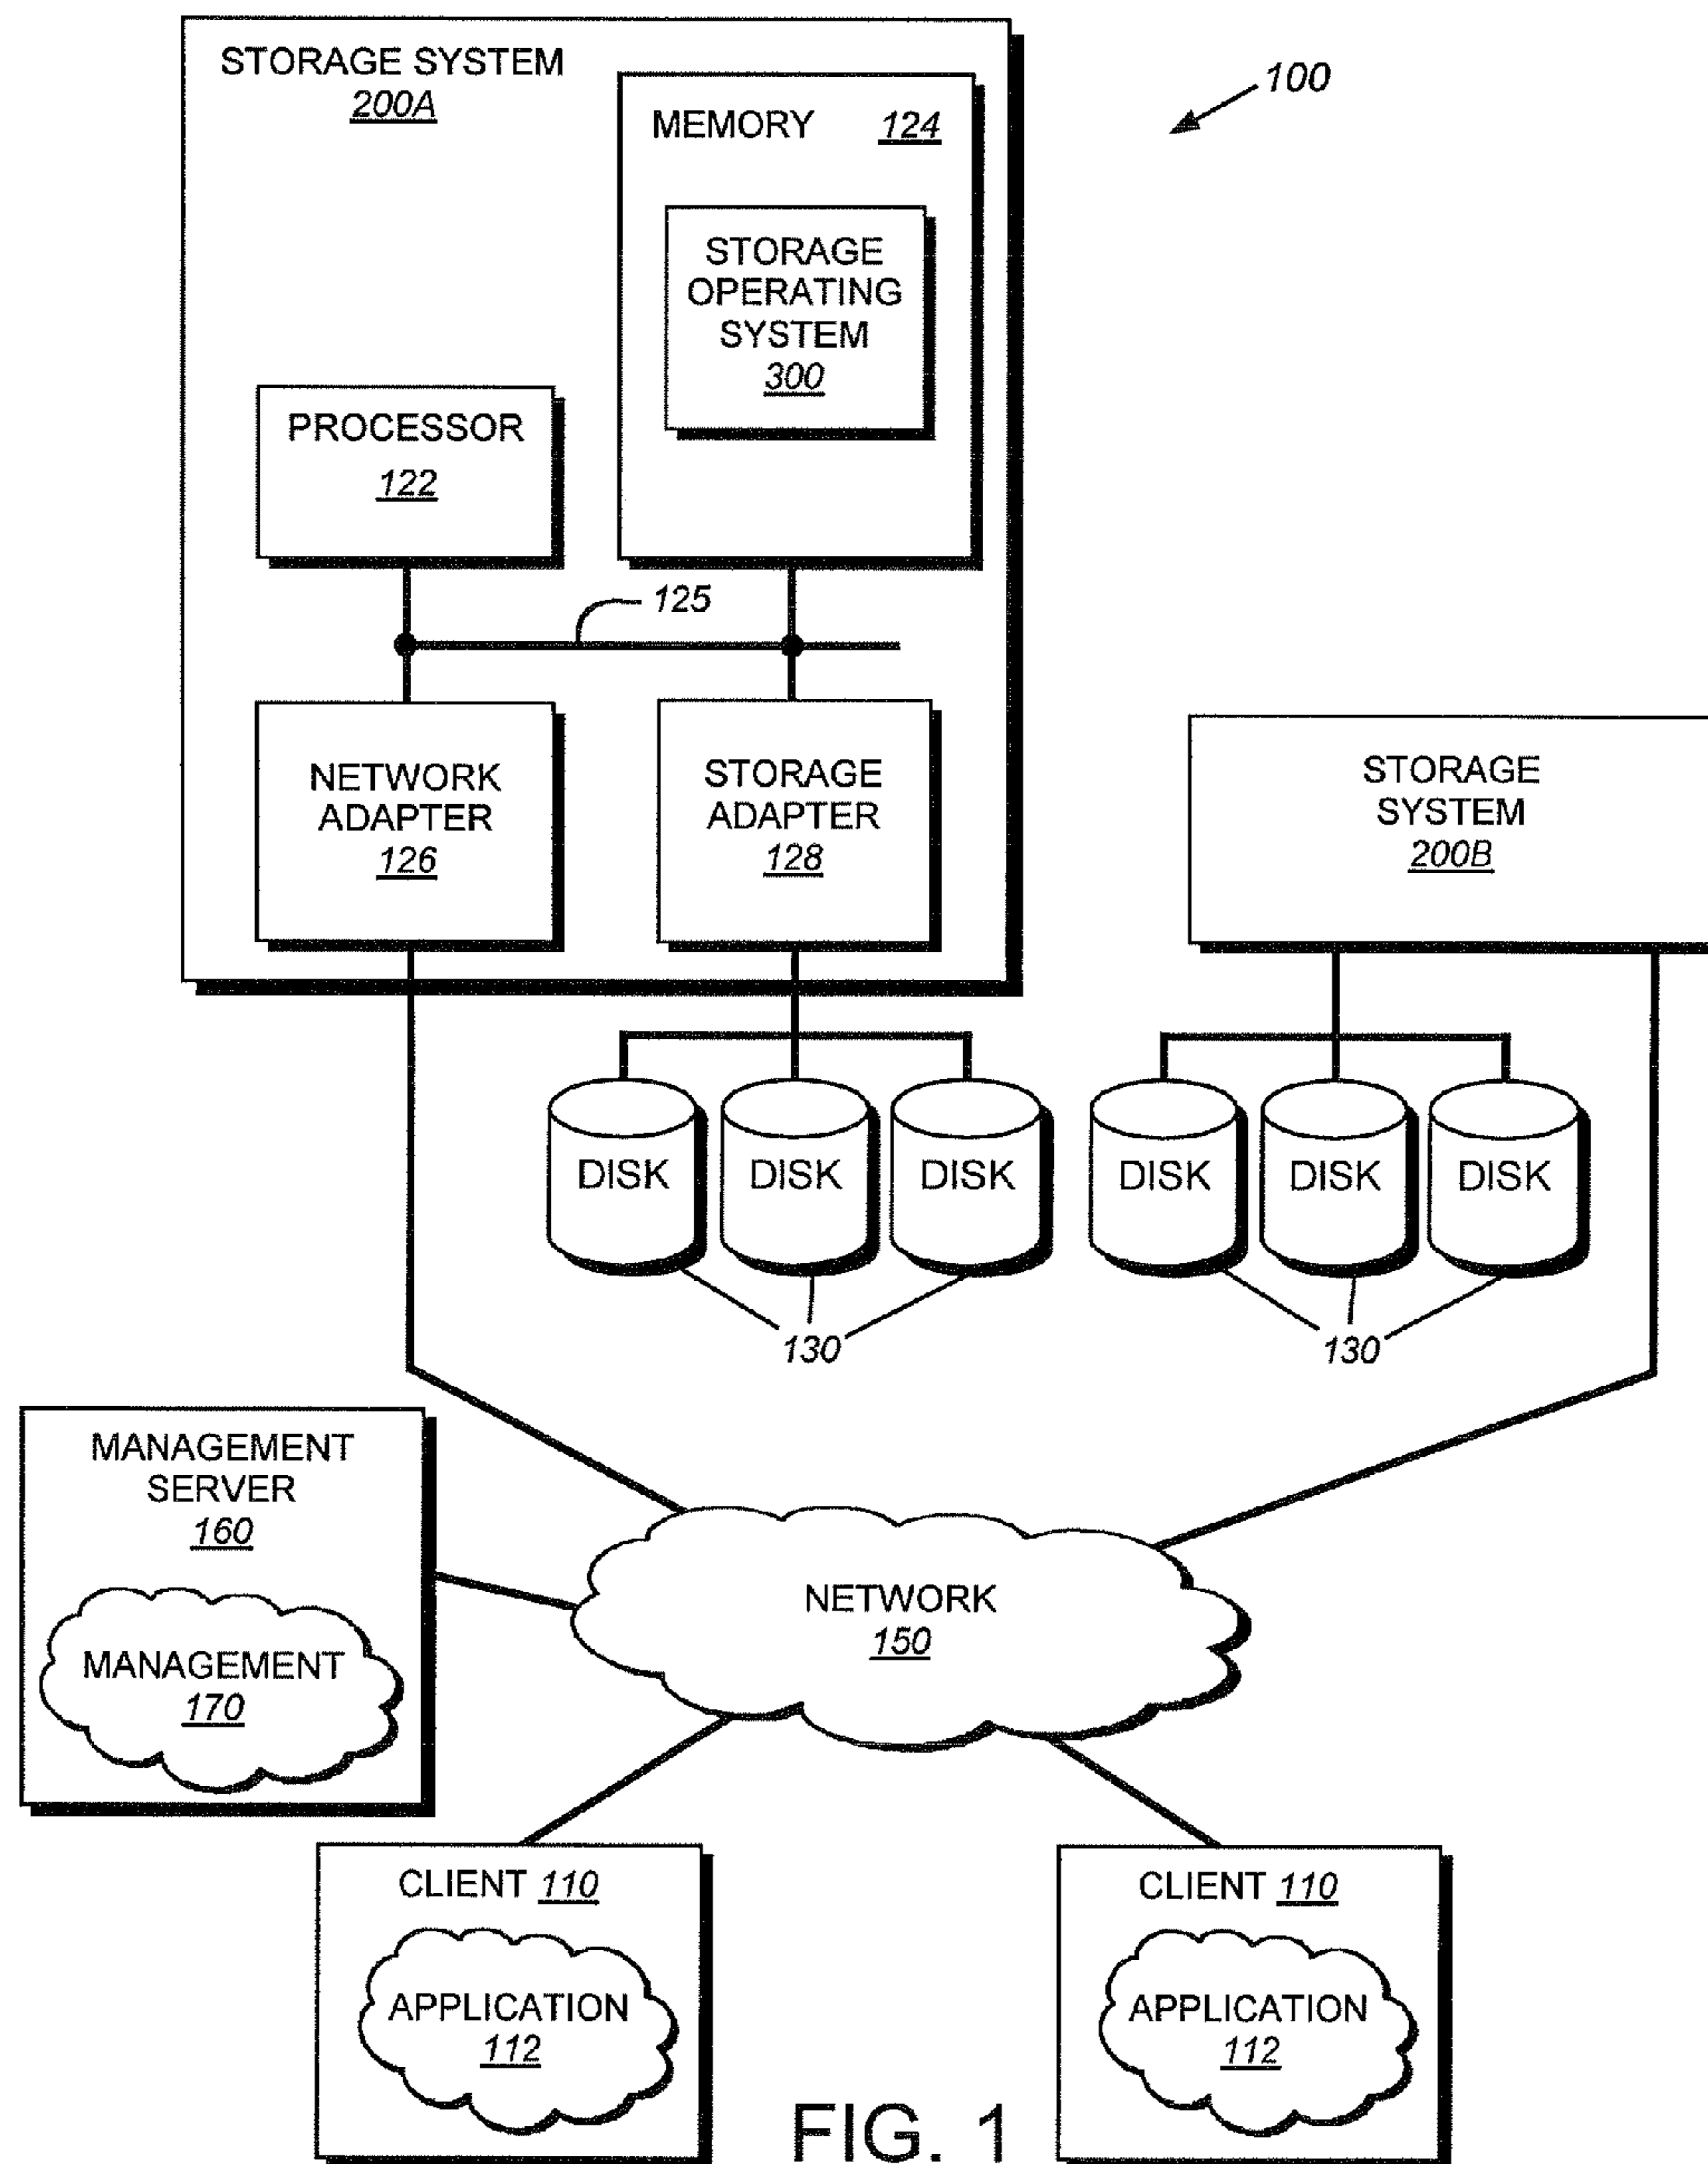 STORAGE SYSTEM
200A
100
MEMORY 124
STORAGE
OPERATING
SYSTEM
300
PROCESSOR
122
125
NETWORK
ADAPTER
126
STORAGE
ADAPTER
128
STORAGE
SYSTEM
200B
DISK
DISK
DISK
DISK
DISK
DISK
130
130
MANAGEMENT
SERVER
160
MANAGEMENT
170
NETWORK
150
CLIENT 110
APPLICATION
112
CLIENT 110
APPLICATION
112
FIG. 1